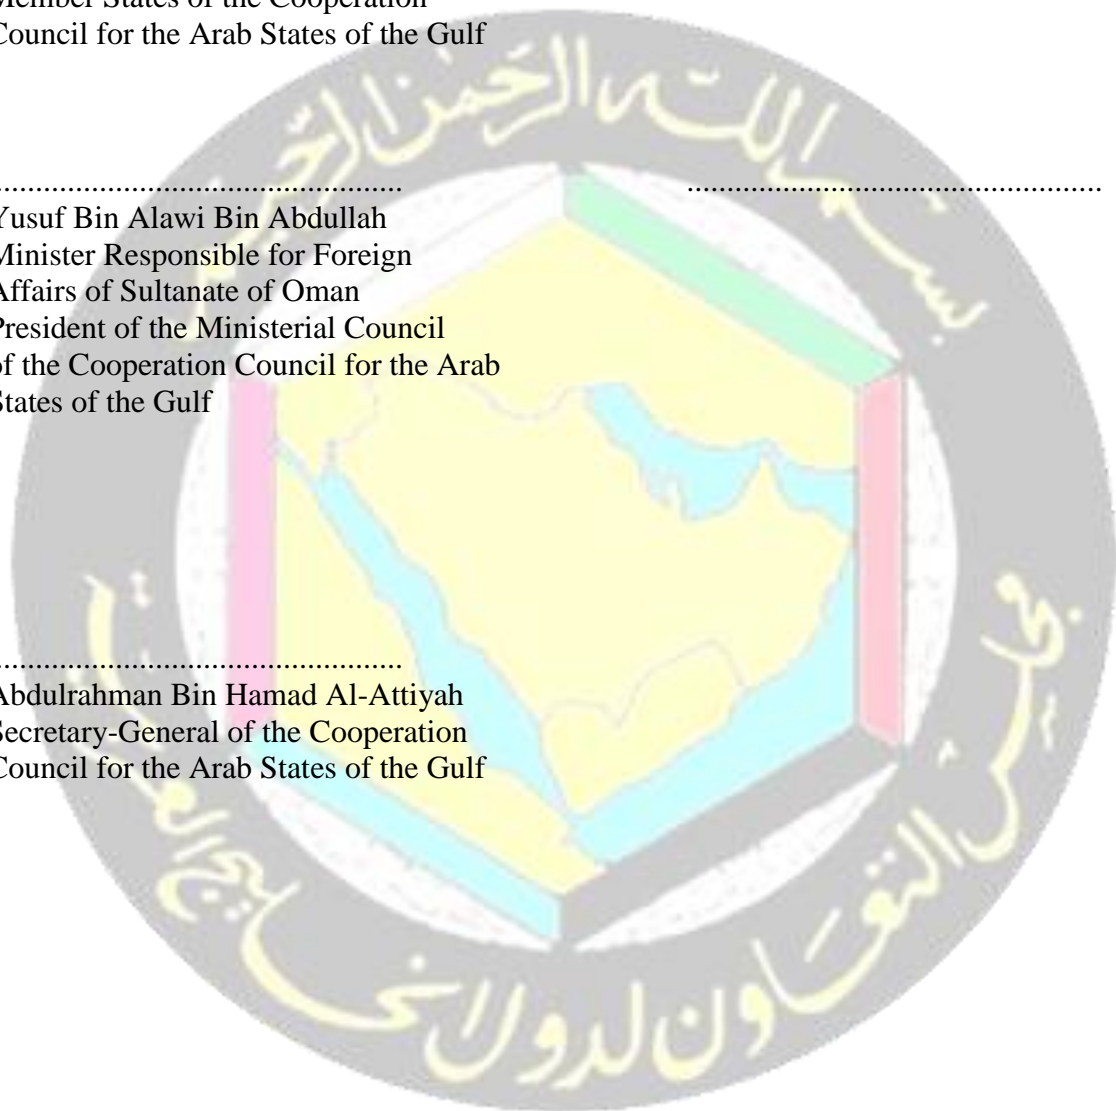 Member States of the Cooperation
Council for the Arab States of the Gulf
بسم الله الرحمن الرحيم
.................................................... ....................................................
Yusuf Bin Alawi Bin Abdullah
Minister Responsible for Foreign
Affairs of Sultanate of Oman
President of the Ministerial Council
of the Cooperation Council for the Arab
States of the Gulf
....................................................
Abdulrahman Bin Hamad Al-Attiyah
Secretary-General of the Cooperation
Council for the Arab States of the Gulf
مجلس التعاون لدول الخليج العربية